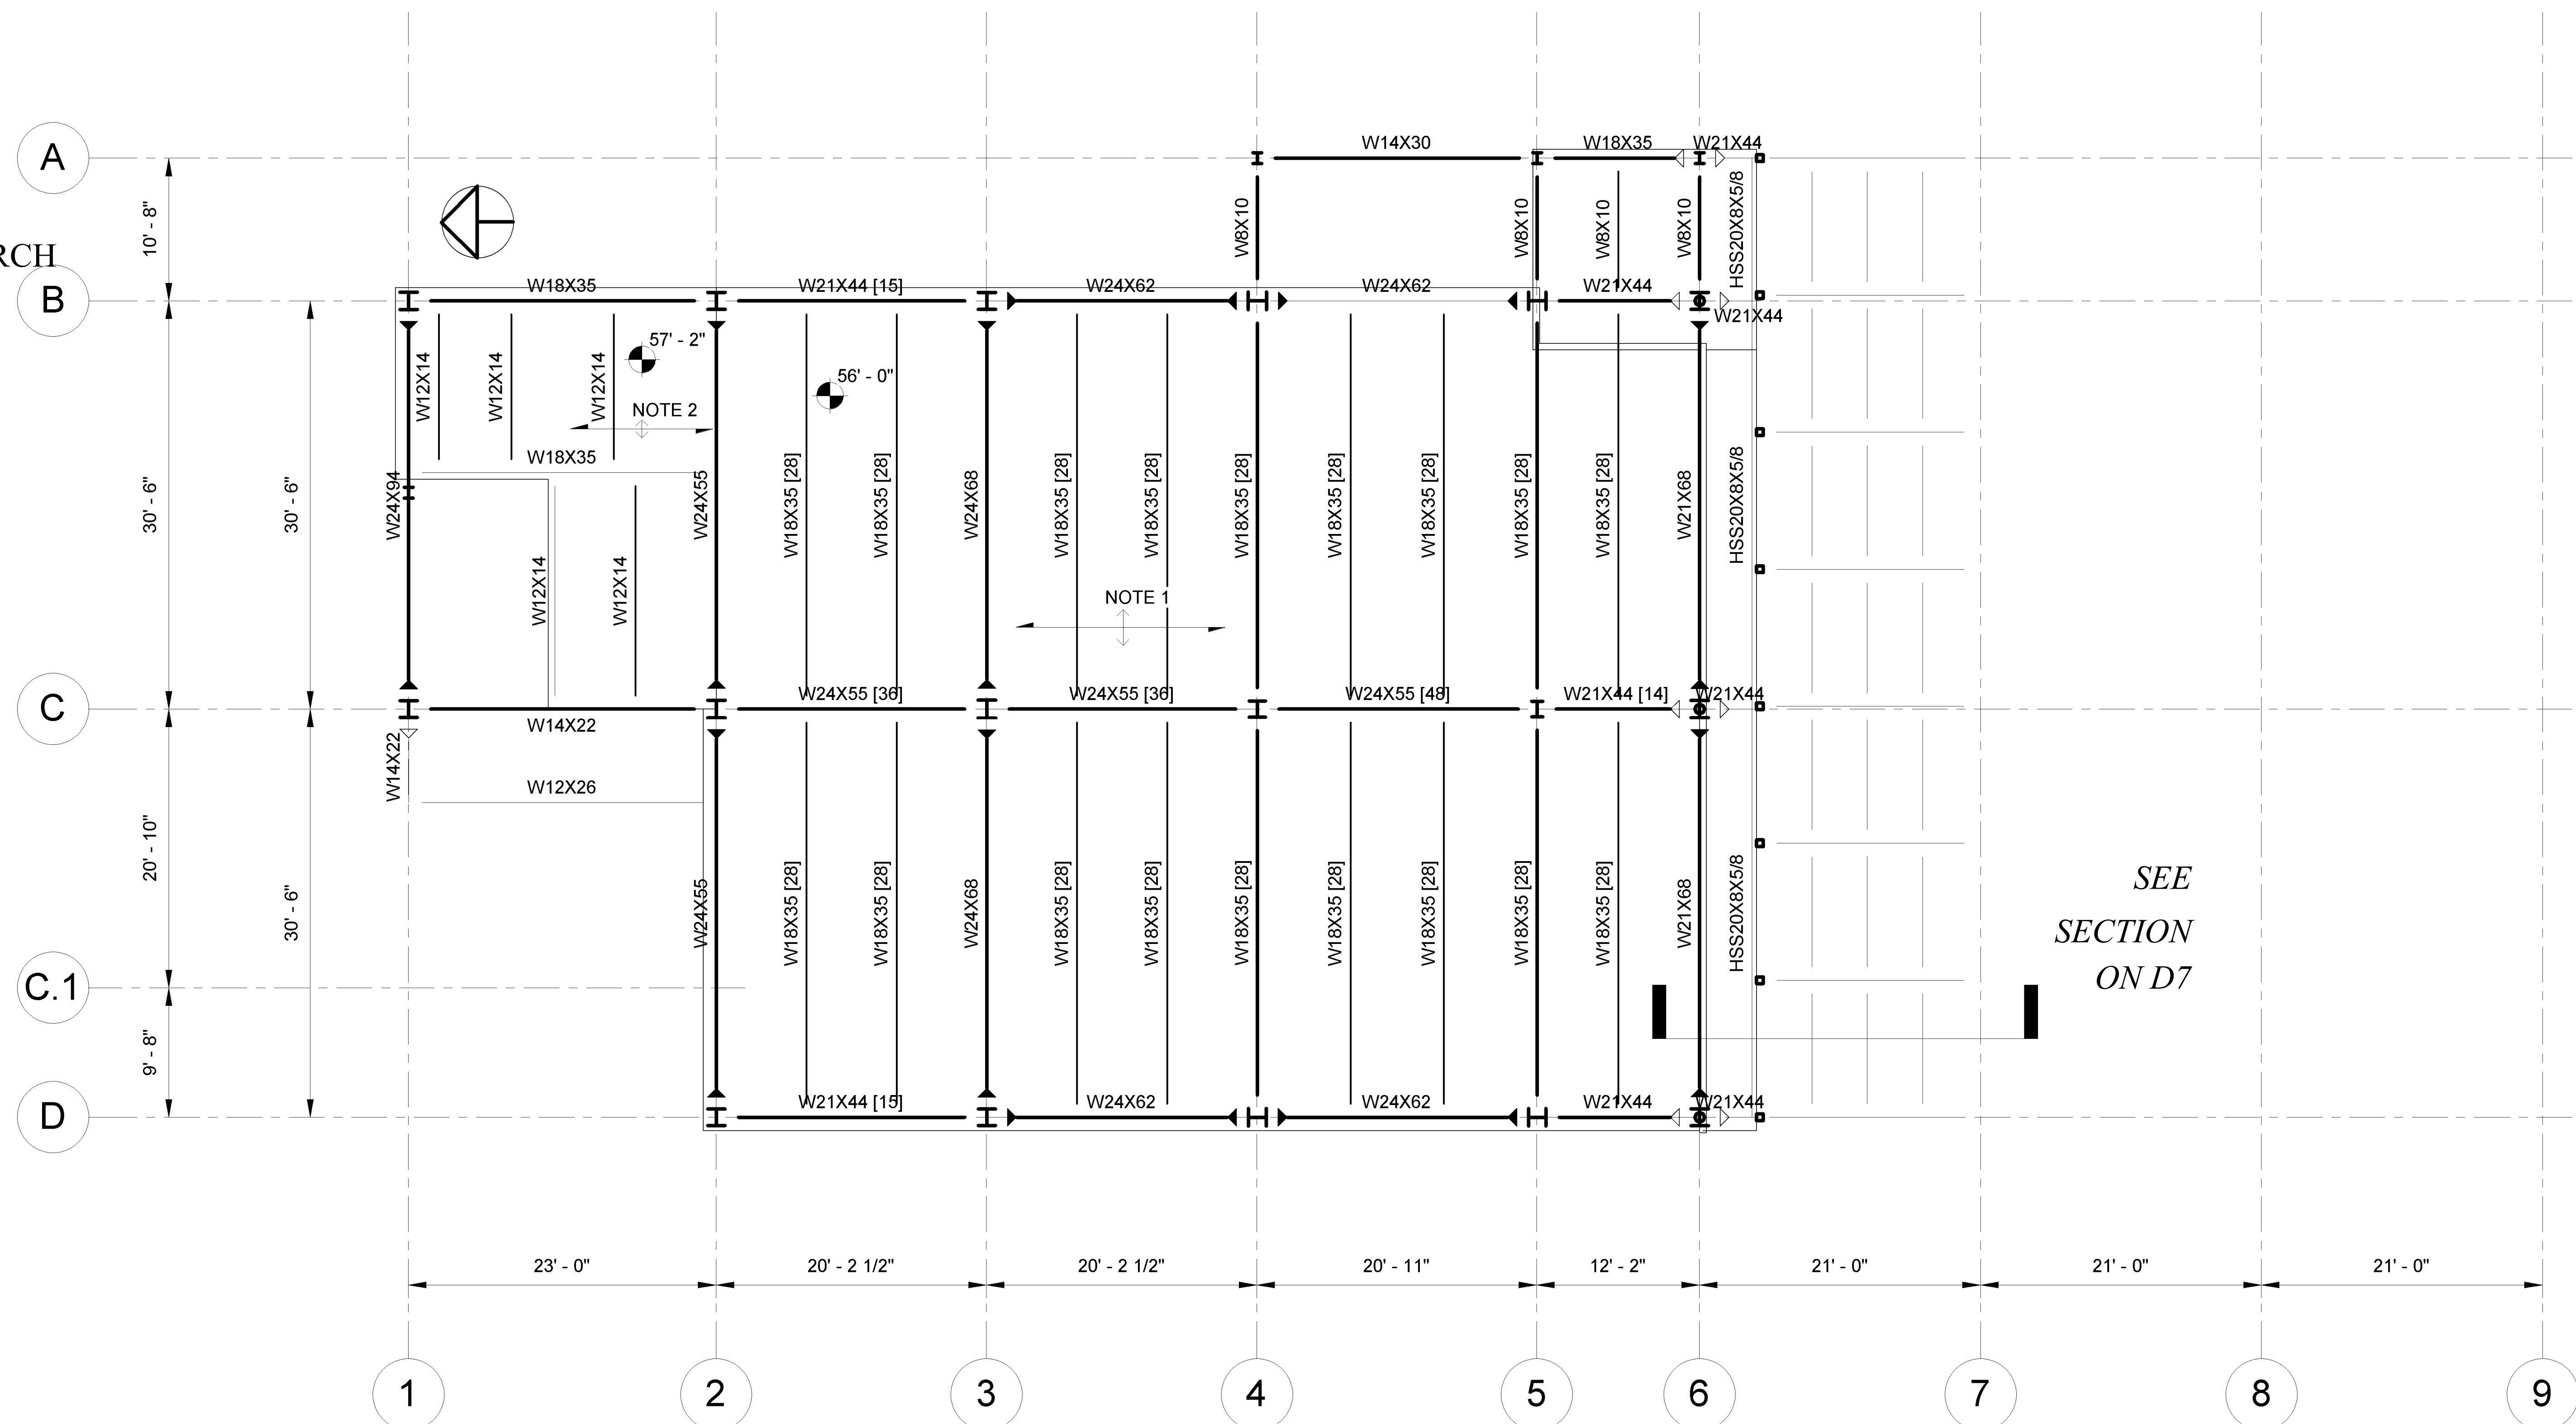 W14X30
W18X35
W21X44
A
HSS20X8X5/8
W8X10
W8X10
W8X10
W8X10
10' - 8"
RCH
B
W18X35
W21X44 [15]
W24X62
W24X62
W21X44
W21X44
57' - 2"
56' - 0"
W12X14
W12X14
W12X14
NOTE 2
W18X35
30' - 6"
30' - 6"
W24X94
W24X55
W18X35 [28]
W18X35 [28]
W24X68
W18X35 [28]
W18X35 [28]
W18X35 [28]
W18X35 [28]
W18X35 [28]
W18X35 [28]
W18X35 [28]
W21X68
HSS20X8X5/8
W12X14
W12X14
NOTE 1
C
W24X55 [36]
W24X55 [36]
W24X55 [48]
W21X44 [14]
W21X44
W14X22
W14X22
W12X26
20' - 10"
30' - 6"
W24X55
W18X35 [28]
W18X35 [28]
W24X68
W18X35 [28]
W18X35 [28]
W18X35 [28]
W18X35 [28]
W18X35 [28]
W18X35 [28]
W18X35 [28]
W21X68
HSS20X8X5/8
SEE
SECTION
ON D7
C.1
9' - 8"
D
W21X44 [15]
W24X62
W24X62
W21X44
W21X44
23' - 0"
20' - 2 1/2"
20' - 2 1/2"
20' - 11"
12' - 2"
21' - 0"
21' - 0"
21' - 0"
1
2
3
4
5
6
7
8
9